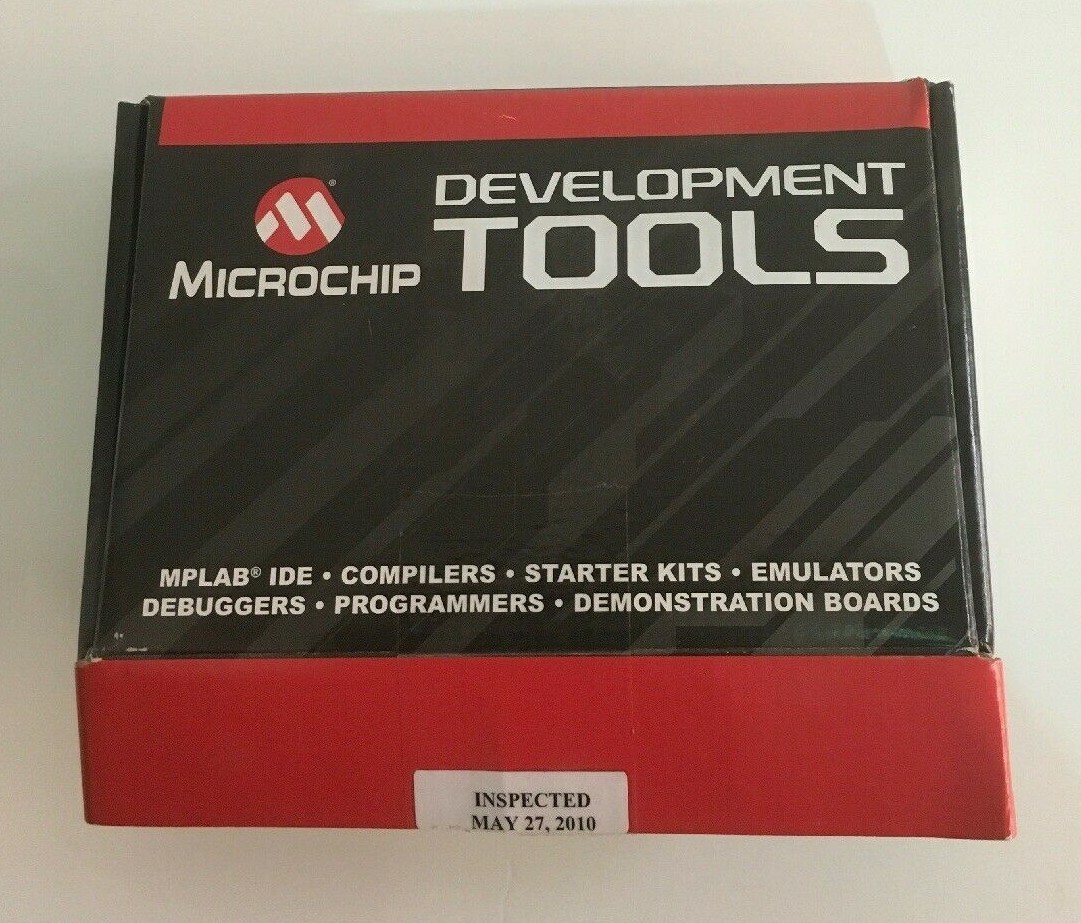 DEVELOPMENT
TOOLS
®
MICROCHIP
MPLAB® IDE • COMPILERS • STARTER KITS • EMULATORS
DEBUGGERS • PROGRAMMERS • DEMONSTRATION BOARDS
INSPECTED
MAY 27, 2010